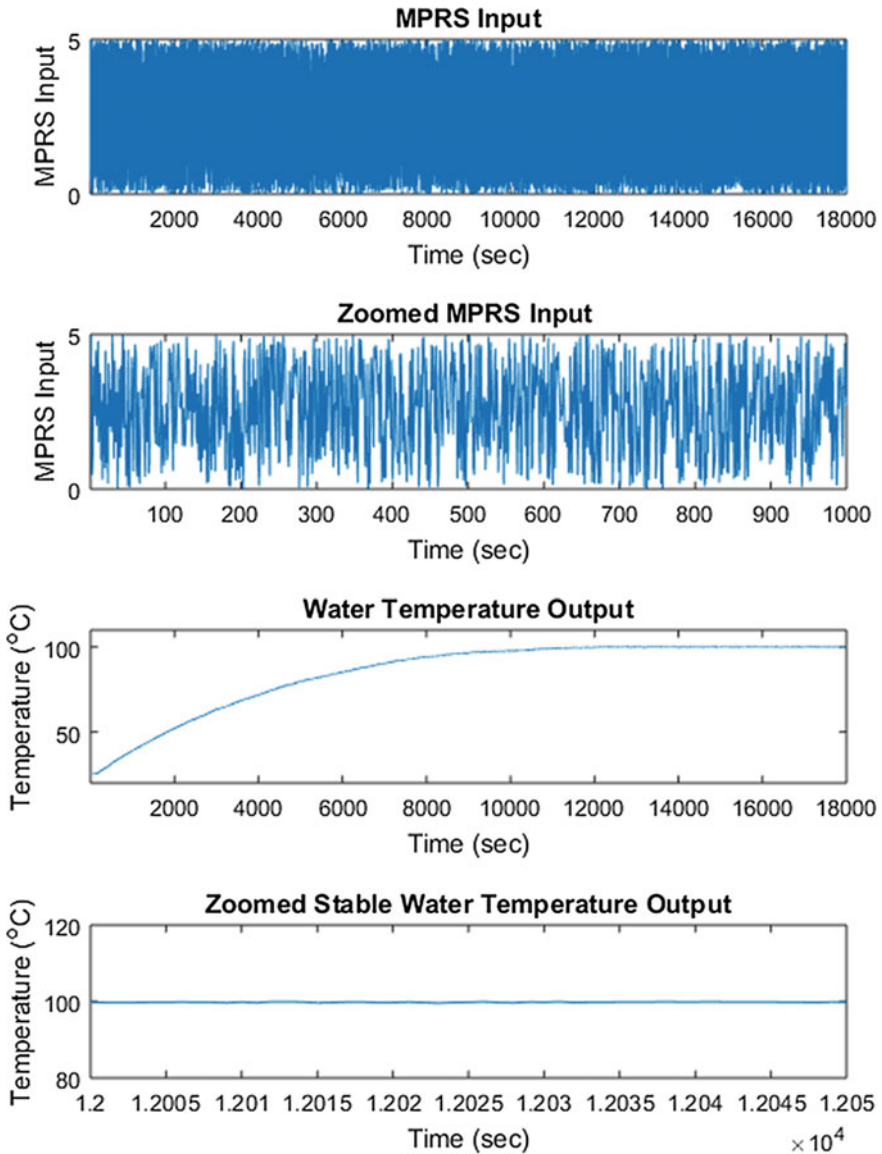 MPRS Input
5
MPRS Input
0
2000 4000 6000 8000 10000 12000 14000 16000 18000
Time (sec)
Zoomed MPRS Input
5
MPRS Input
0
100 200 300 400 500 600 700 800 900 1000
Time (sec)
Water Temperature Output
Temperature (°C)
100
50
2000 4000 6000 8000 10000 12000 14000 16000 18000
Time (sec)
Zoomed Stable Water Temperature Output
Temperature (°C)
120
100
80
1.2 1.2005 1.201 1.2015 1.202 1.2025 1.203 1.2035 1.204 1.2045 1.205
Time (sec)
× 10⁴